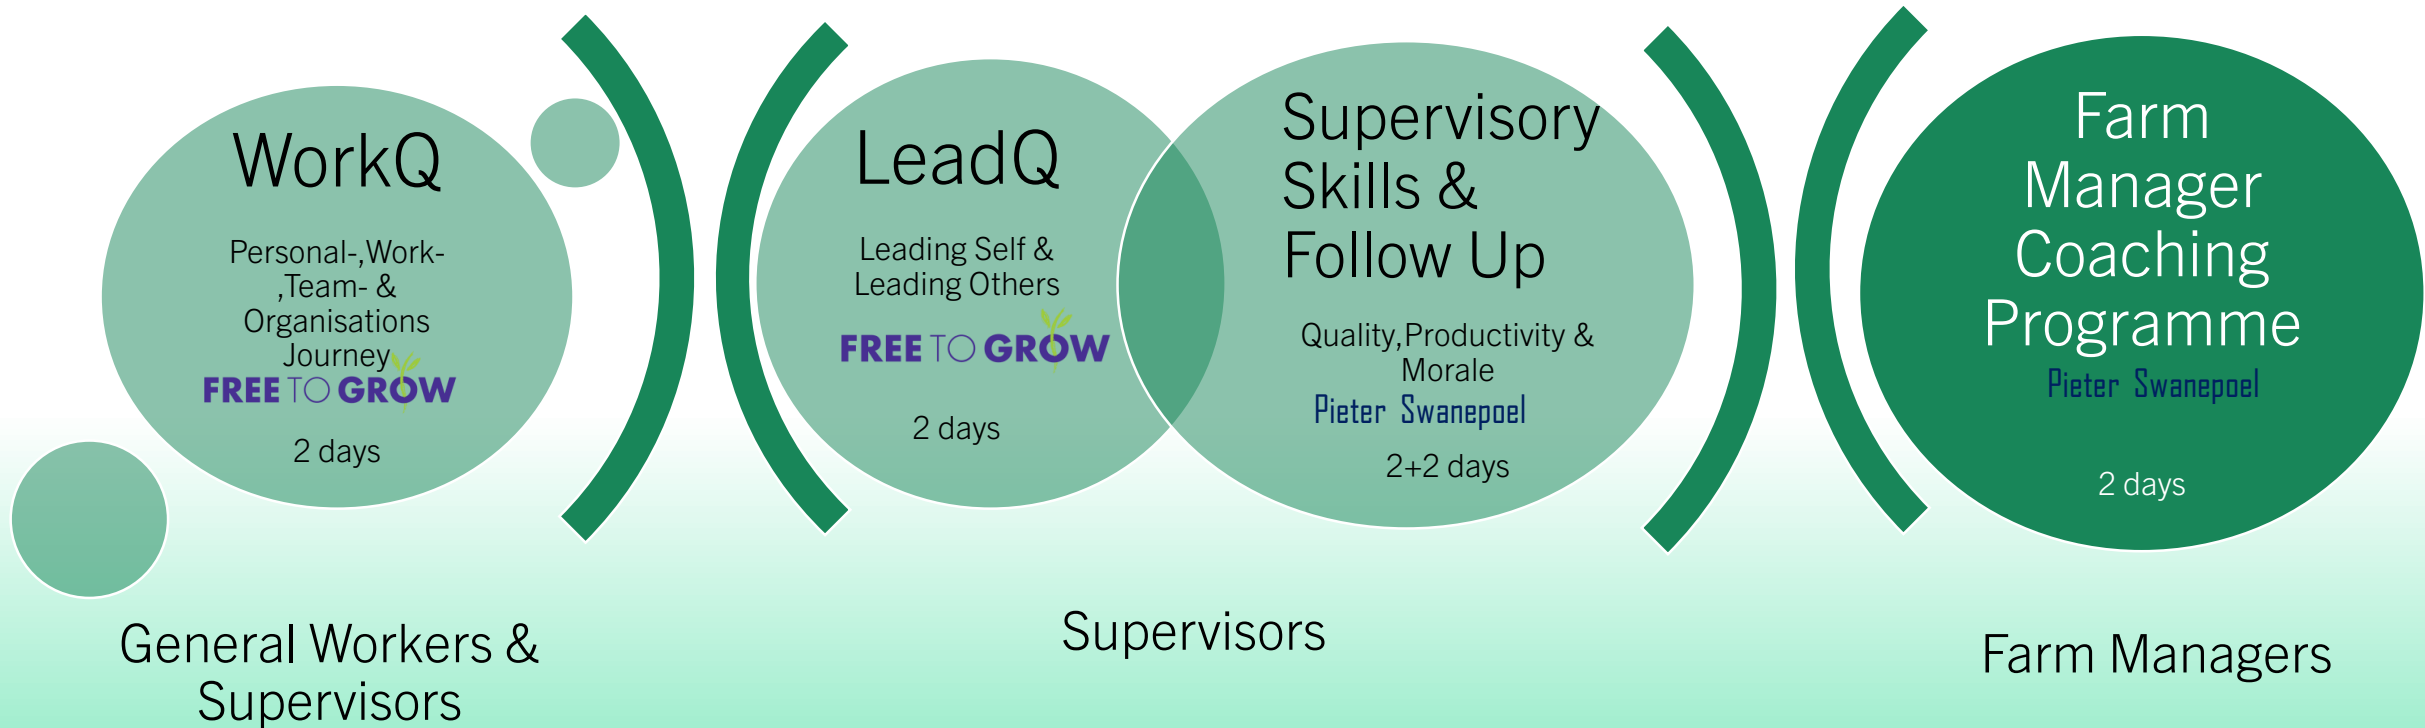 WorkQ
Personal-,Work-
,Team- &
Organisations
Journey
FREE TO GROW
2 days
General Workers &
Supervisors
LeadQ
Leading Self &
Leading Others
FREE TO GROW
2 days
Supervisory
Skills &
Follow Up
Quality,Productivity &
Morale
Pieter Swanepoel
2+2 days
Supervisors
Farm
Manager
Coaching
Programme
Pieter Swanepoel
2 days
Farm Managers